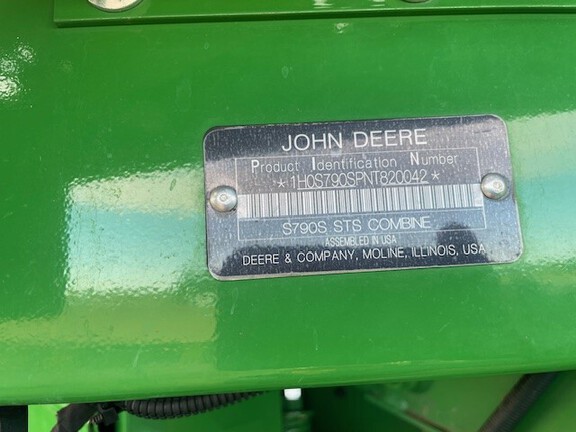 JOHN DEERE
Product Identification Number
*1H0S790SPNT820042*
S790S STS COMBINE
ASSEMBLED IN USA
DEERE & COMPANY, MOLINE, ILLINOIS, USA